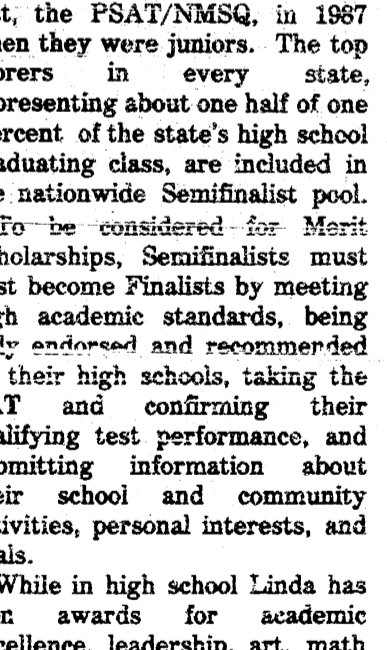 t, the PSAT/NMSQ, in 1987
en they were juniors. The top
orers in every state,
presenting about one half of one
ercent of the state's high school
aduating class, are included in
e nationwide Semifinalist pool.
To be considered for Merit
holarships, Semifinalists must
st become Finalists by meeting
gh academic standards, being
ly endorsed and recommended
their high schools, taking the
AT and confirming their
alifying test performance, and
bmitting information about
eir school and community
tivities, personal interests, and
als.
While in high school Linda has
n awards for academic
cellence, leadership, art, math